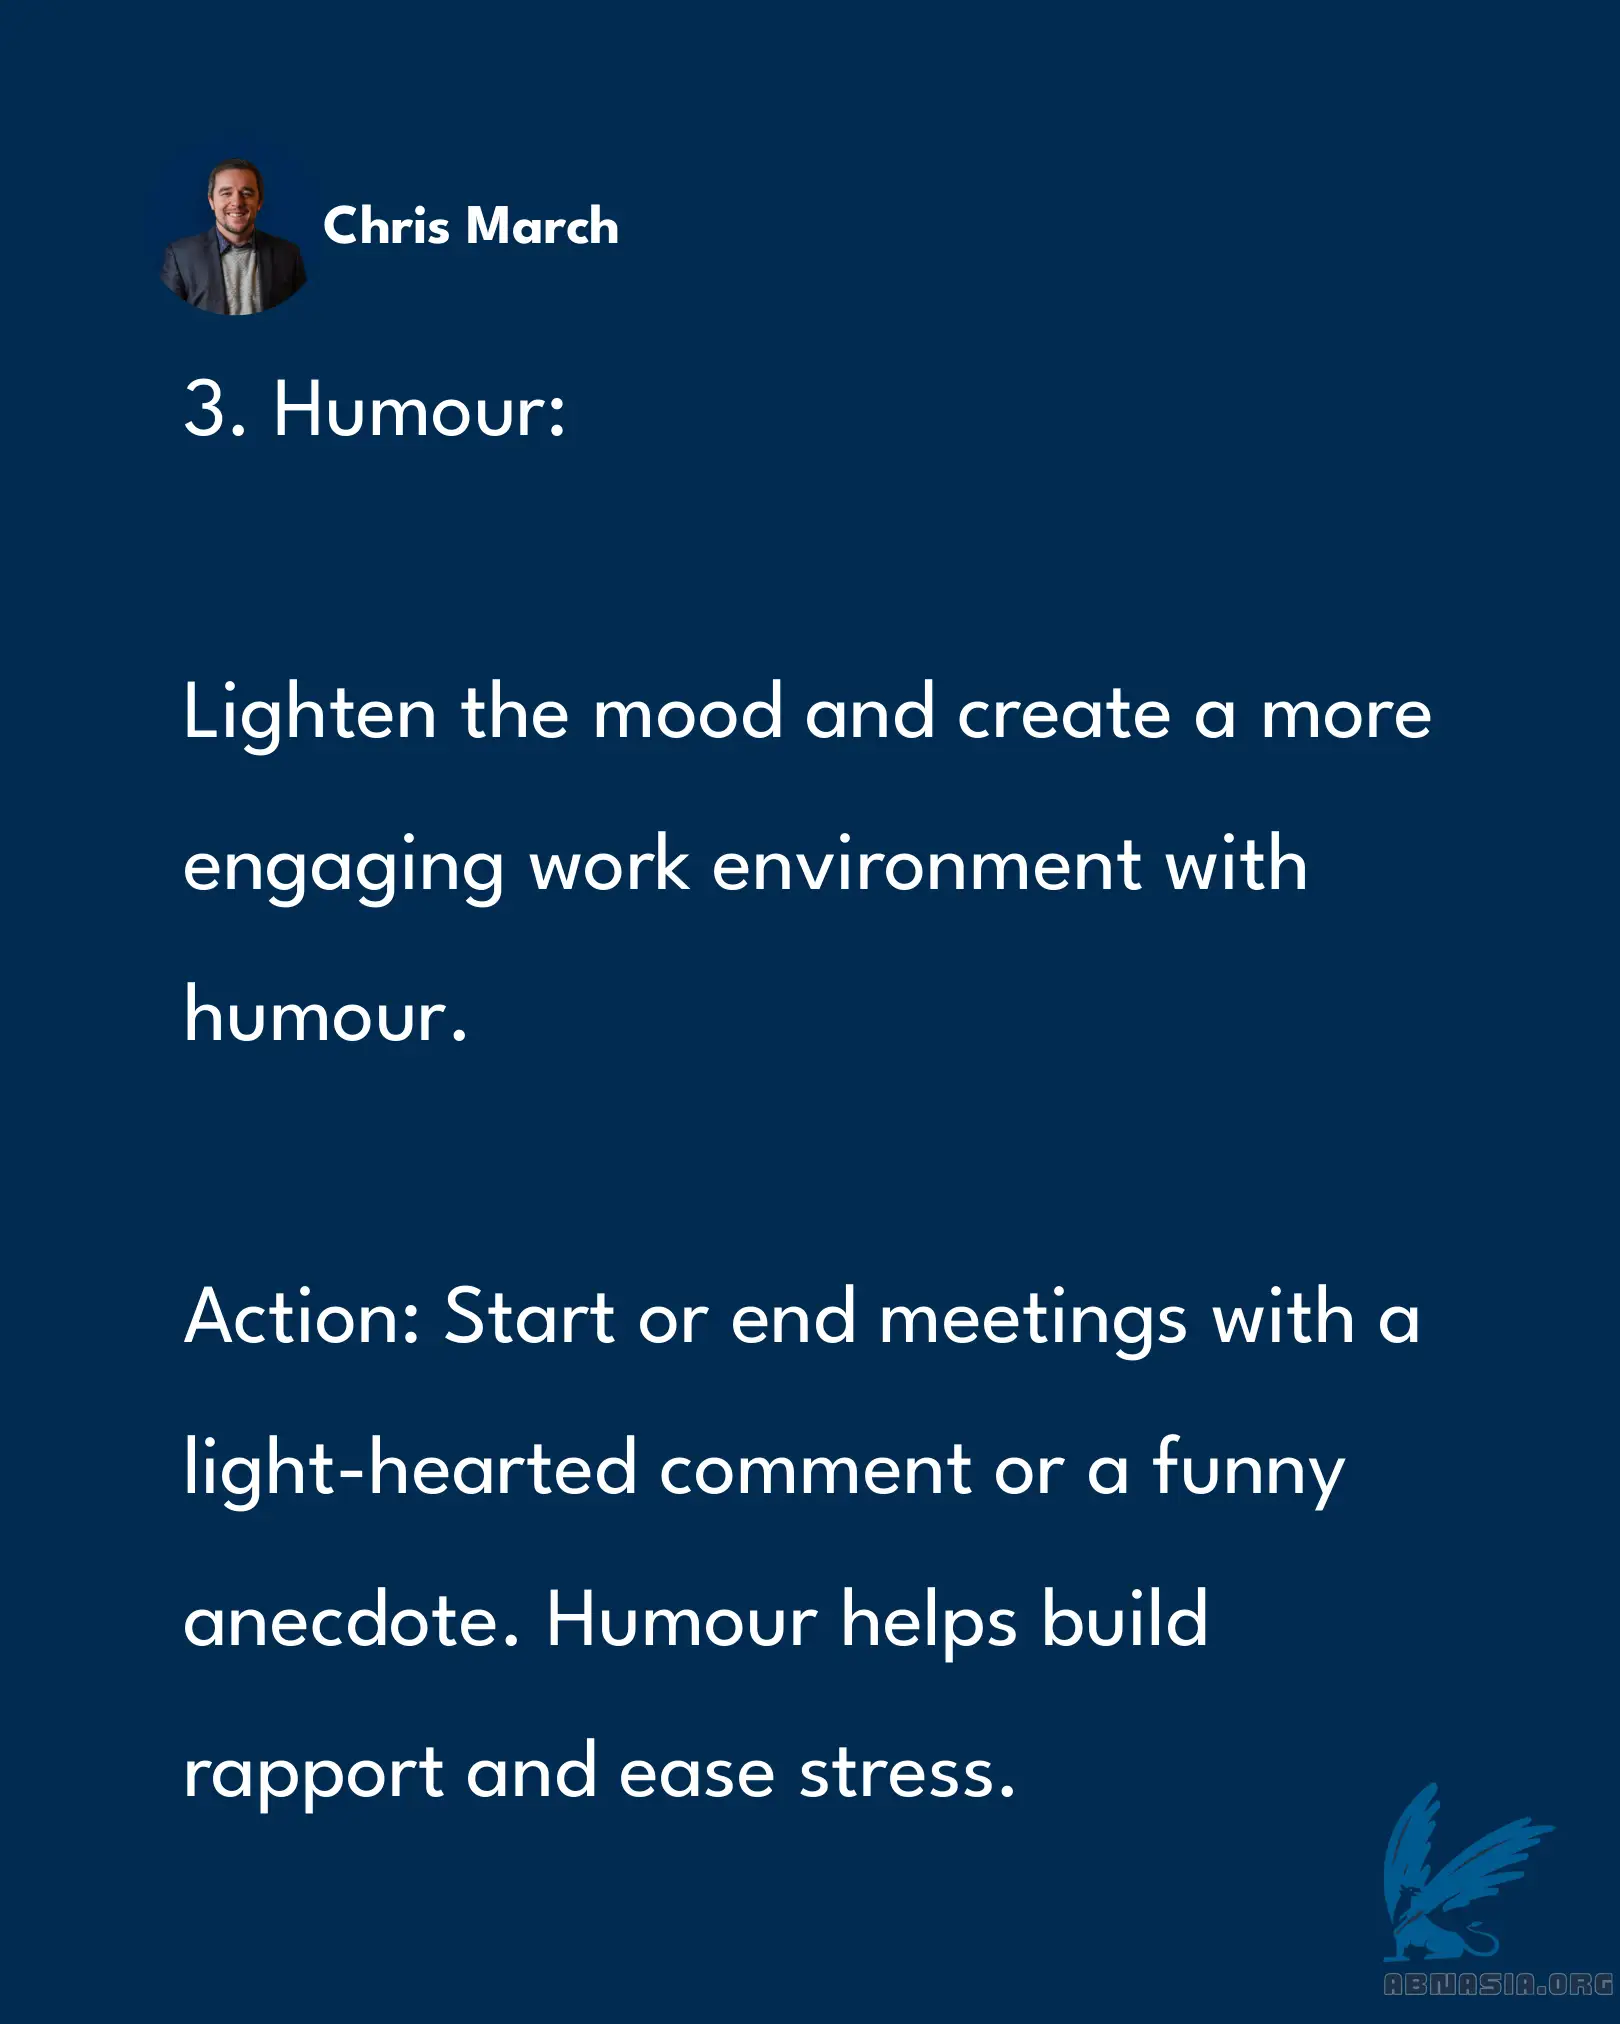 Chris March
3. Humour:
Lighten the mood and create a more
engaging work environment with
humour.
Action: Start or end meetings with a
light-hearted comment or a funny
anecdote. Humour helps build
rapport and ease stress.
ABNASIA.ORG